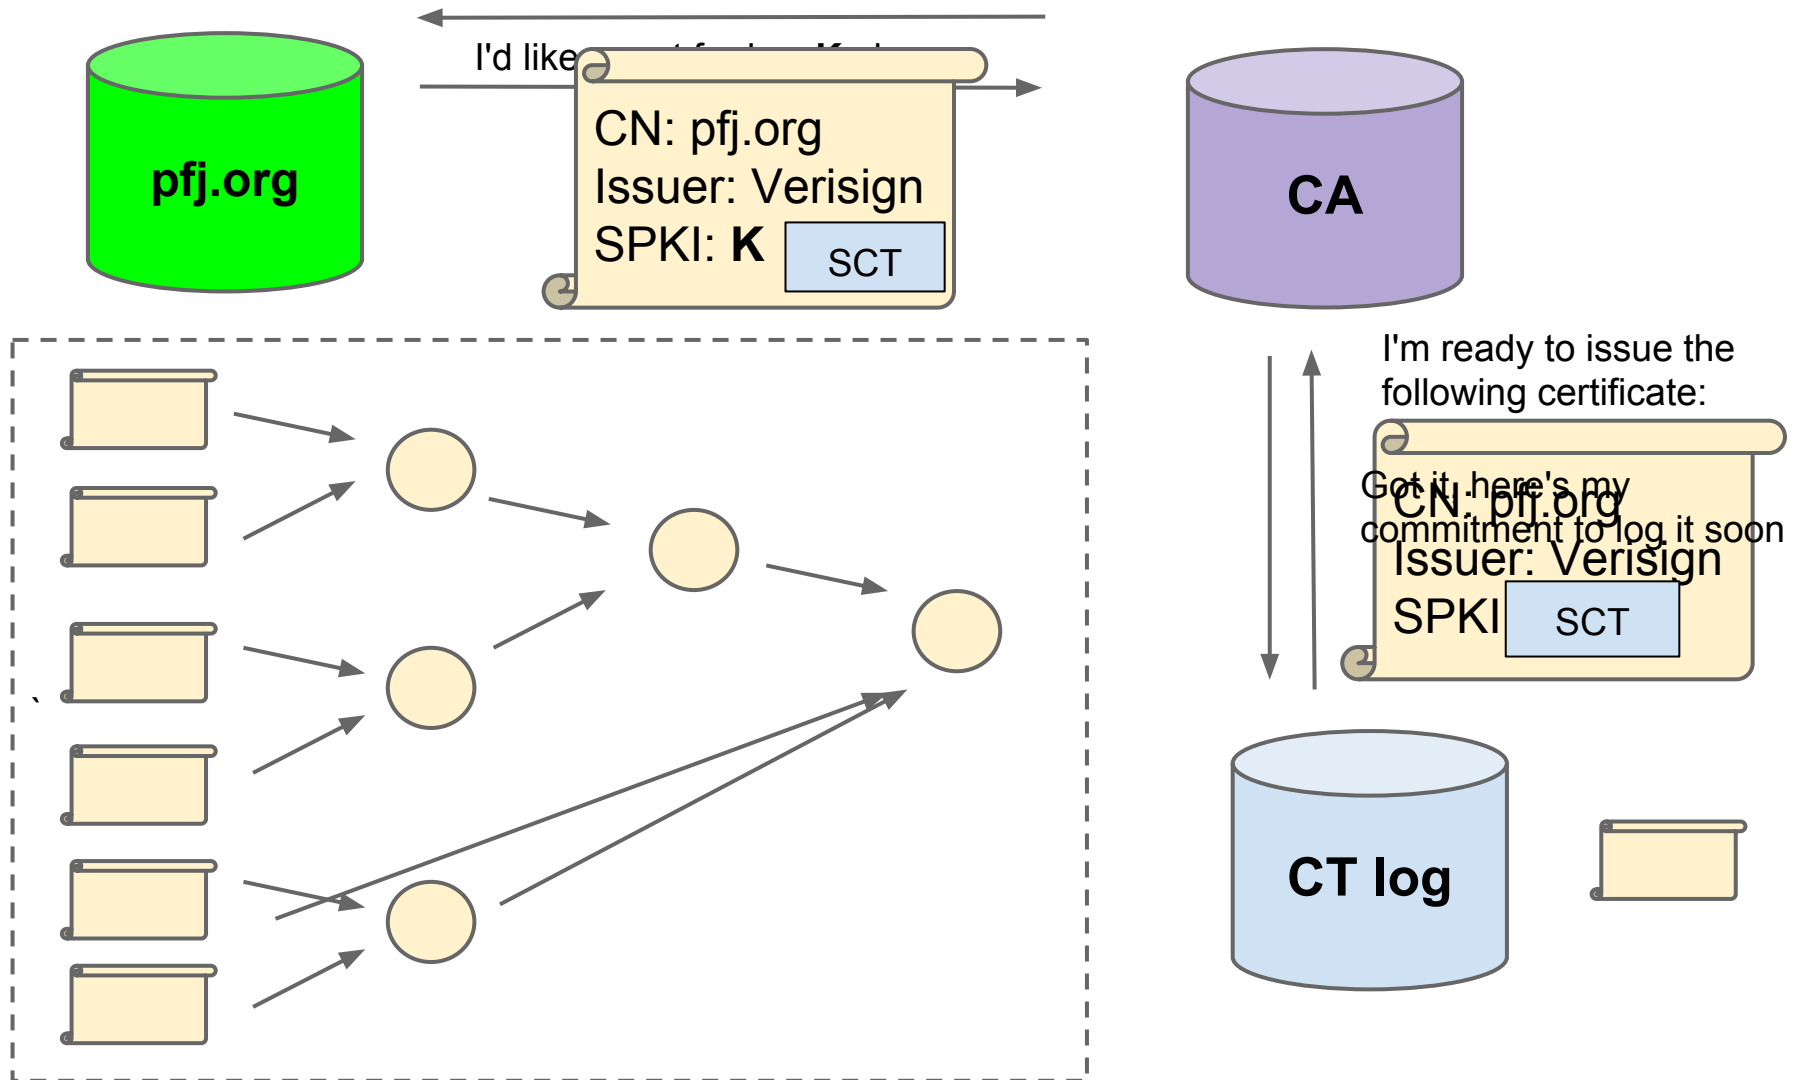 I'd like
pfj.org
CN: pfj.org
Issuer: Verisign
SPKI: K
SCT
CA
I'm ready to issue the
following certificate:
Got it, here's my
commitment to log it soon
CN: pfj.org
Issuer: Verisign
SPKI
SCT
`
CT log